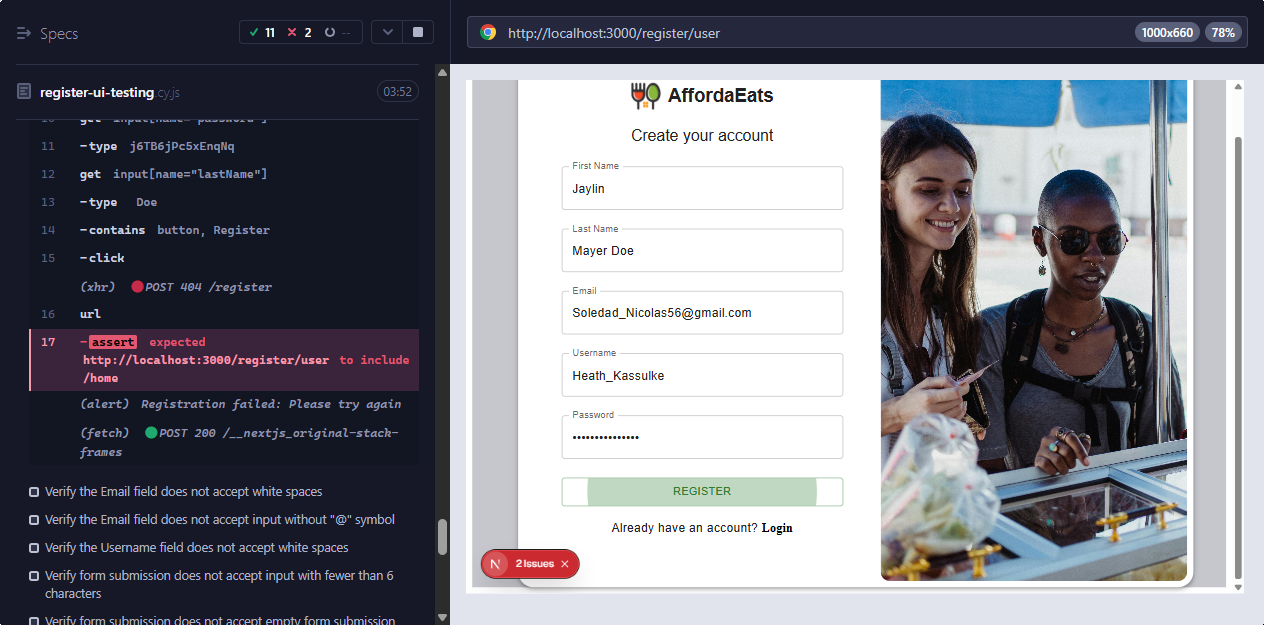 Specs
11 2 --
http://localhost:3000/register/user
1000x660
78%
register-ui-testing.cy.js
03:52
10 get input[name="password"]
11 -type j6TB6jPc5xEnqNq
12 get input[name="lastName"]
13 -type Doe
14 -contains button, Register
15 -click
(xhr) POST 404 /register
16 url
17 -assert expected
http://localhost:3000/register/user to include
/home
(alert) Registration failed: Please try again
(fetch) POST 200 /__nextjs_original-stack-
frames
Verify the Email field does not accept white spaces
Verify the Email field does not accept input without "@" symbol
Verify the Username field does not accept white spaces
Verify form submission does not accept input with fewer than 6
characters
Verify form submission does not accept empty form submission
AffordaEats
Create your account
First Name
Jaylin
Last Name
Mayer Doe
Email
Soledad_Nicolas56@gmail.com
Username
Heath_Kassulke
Password
•••••••••••••••
REGISTER
Already have an account? Login
N 2 Issues